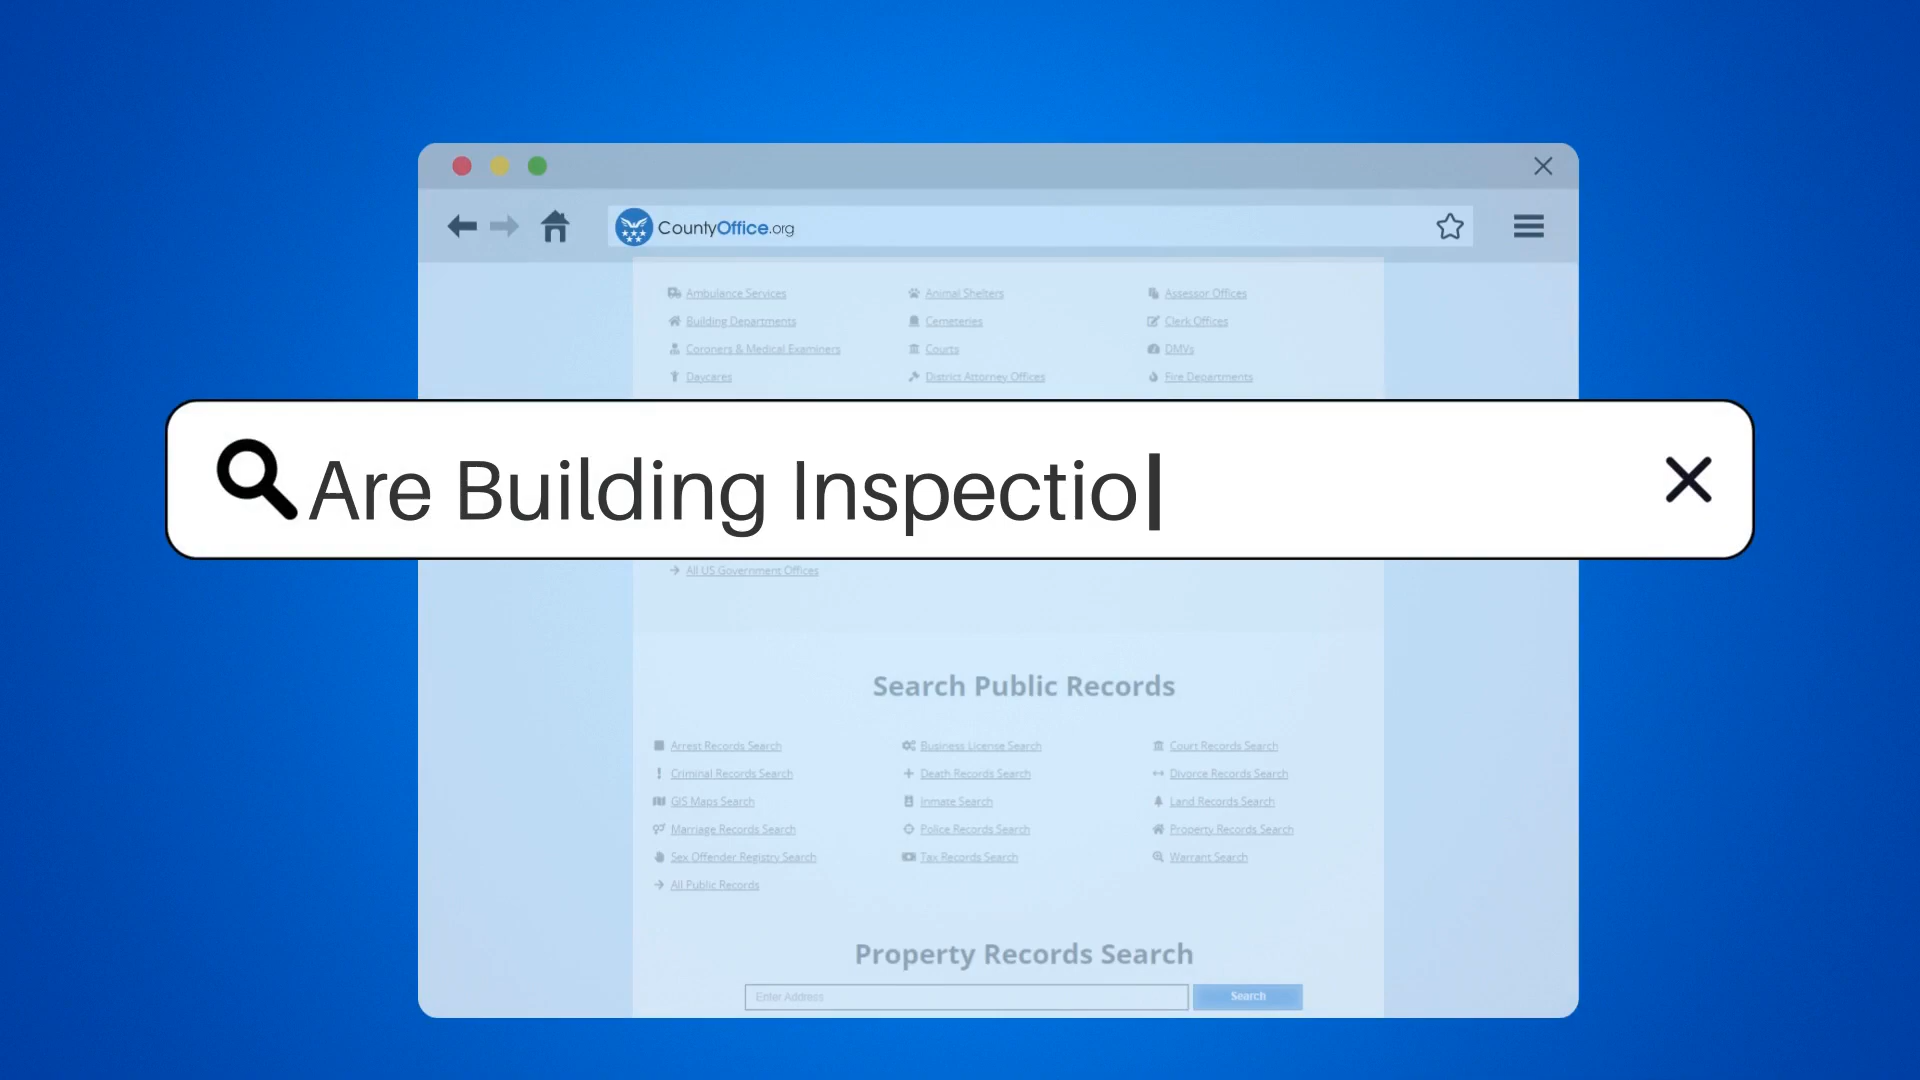 CountyOffice.org
Ambulance Services Animal Shelters Assessor Offices
Building Departments Cemeteries Clerk Offices
Coroners & Medical Examiners Courts DMVs
Daycares District Attorney Offices Fire Departments
Are Building Inspectio
All US Government Offices
Search Public Records
Arrest Records Search Business License Search Court Records Search
Criminal Records Search Death Records Search Divorce Records Search
GIS Maps Search Inmate Search Land Records Search
Marriage Records Search Police Records Search Property Records Search
Sex Offender Registry Search Tax Records Search Warrant Search
All Public Records
Property Records Search
Enter Address Search